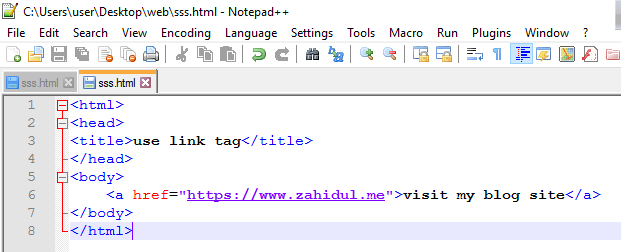 C:\Users\user\Desktop\web\sss.html - Notepad++
File Edit Search View Encoding Language Settings Tools Macro Run Plugins Window ?
sss.html sss.html
1 <html>
2 <head>
3 <title>use link tag</title>
4 </head>
5 <body>
6 <a href="https://www.zahidul.me">visit my blog site</a>
7 </body>
8 </html>